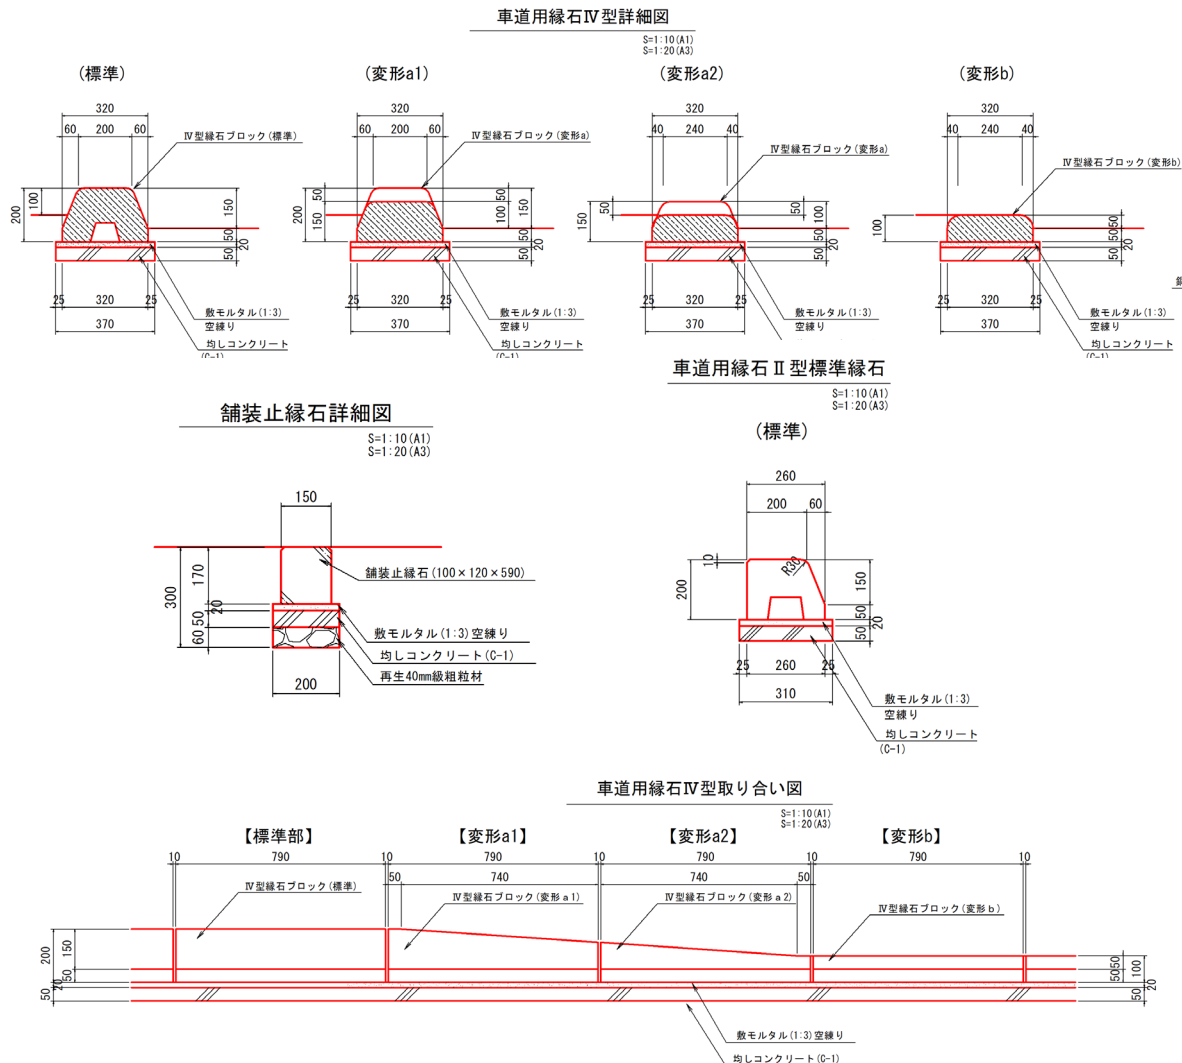 車道用縁石Ⅳ型詳細図
S=1:10(A1)
S=1:20(A3)
(標準)
320
60 200 60
Ⅳ型縁石ブロック(標準)
200
100
150
50
20
50
25 320 25
370
敷モルタル(1:3)
空練り
均しコンクリート
(C-1)
(変形a1)
320
60 200 60
Ⅳ型縁石ブロック(変形a)
200
50
150
50
100
150
50
20
50
25 320 25
370
敷モルタル(1:3)
空練り
均しコンクリート
(C-1)
(変形a2)
320
40 240 40
Ⅳ型縁石ブロック(変形a)
150
50
50
100
50
20
50
25 320 25
370
敷モルタル(1:3)
空練り
(変形b)
320
40 240 40
Ⅳ型縁石ブロック(変形b)
100
50
50
20
50
25 320 25
370
敷モルタル(1:3)
空練り
均しコンクリート
(C-1)
舗装止縁石詳細図
S=1:10(A1)
S=1:20(A3)
150
300
170
20
50
60
200
舗装止縁石(100×120×590)
敷モルタル(1:3)空練り
均しコンクリート(C-1)
再生40mm級粗粒材
車道用縁石Ⅱ型標準縁石
S=1:10(A1)
S=1:20(A3)
(標準)
260
200 60
10
R30
200
150
50
20
50
25 260 25
310
敷モルタル(1:3)
空練り
均しコンクリート
(C-1)
車道用縁石Ⅳ型取り合い図
S=1:10(A1)
S=1:20(A3)
【標準部】 【変形a1】 【変形a2】 【変形b】
10 790 10 790 10 790 10 790 10
50 740 740 50
Ⅳ型縁石ブロック(標準)
Ⅳ型縁石ブロック(変形a1)
Ⅳ型縁石ブロック(変形a2)
Ⅳ型縁石ブロック(変形b)
200
150
50
20
50
50
50
100
20
50
敷モルタル(1:3)空練り
均しコンクリート(C-1)